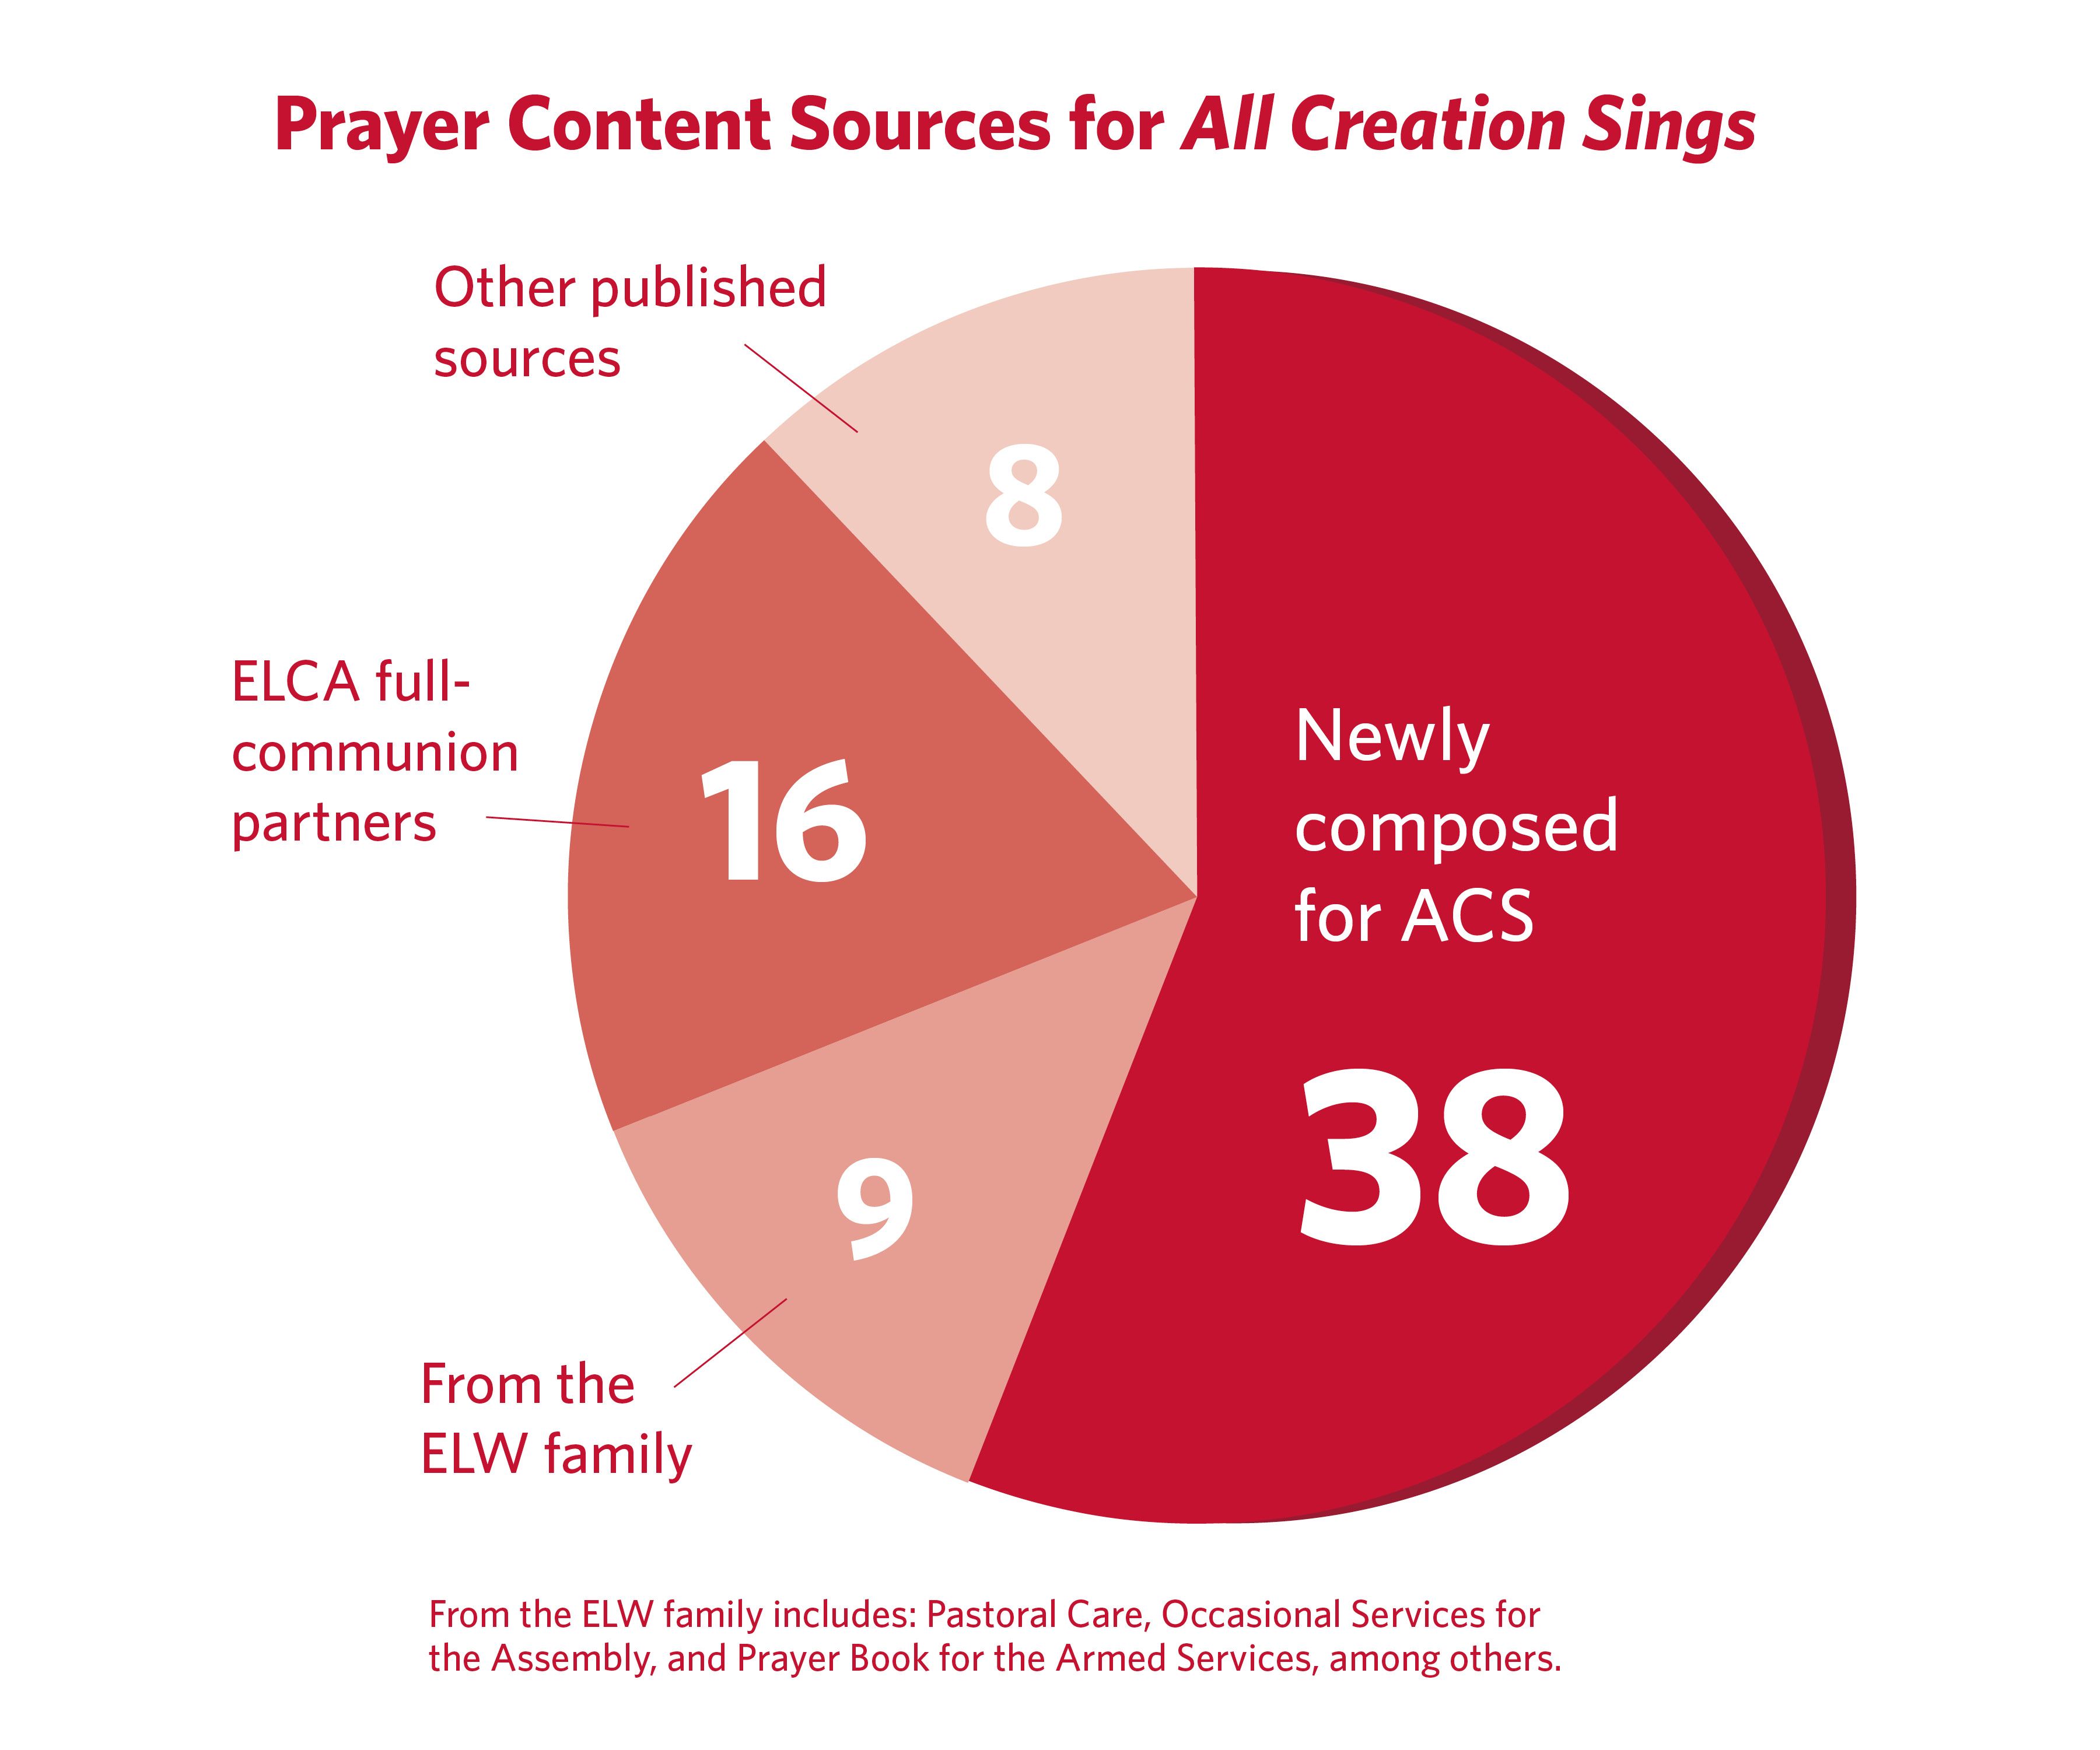 Prayer Content Sources for All Creation Sings
Other published
sources
8
ELCA full-
communion
partners
16
Newly
composed
for ACS
38
9
From the
ELW family
From the ELW family includes: Pastoral Care, Occasional Services for
the Assembly, and Prayer Book for the Armed Services, among others.